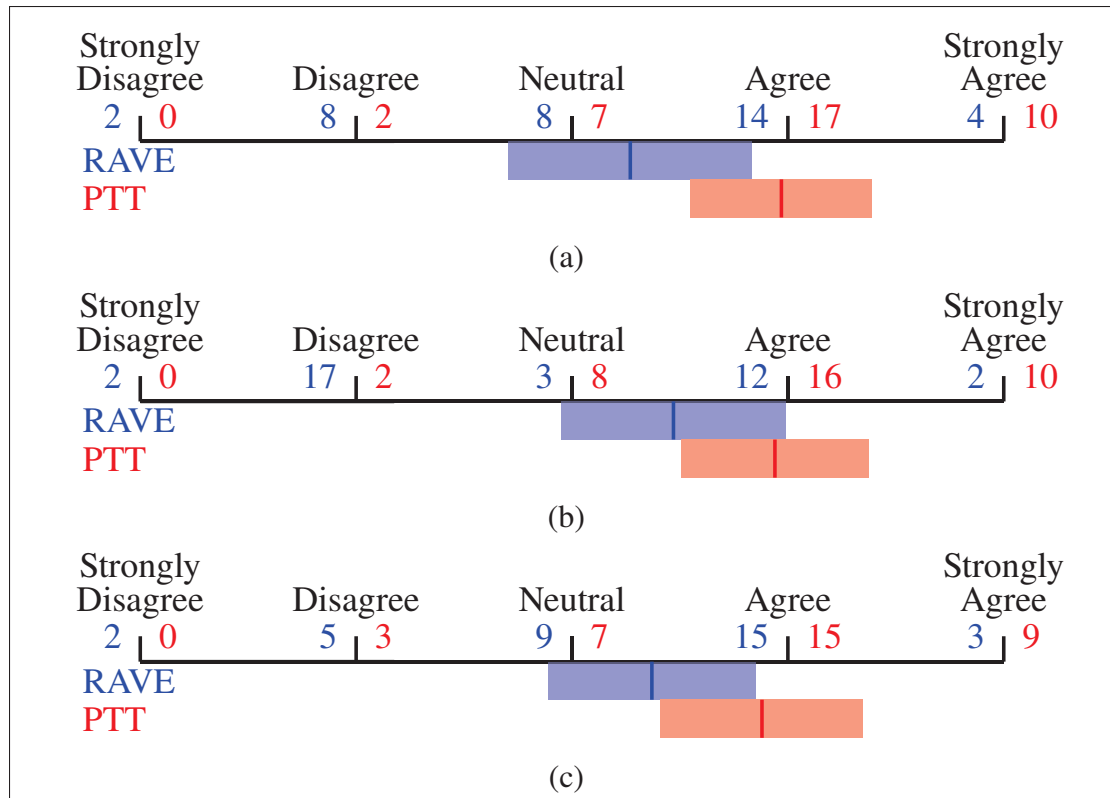 Strongly Strongly
Disagree Disagree Neutral Agree Agree
2 0 8 2 8 7 14 17 4 10
RAVE
PTT
(a)
Strongly Strongly
Disagree Disagree Neutral Agree Agree
2 0 17 2 3 8 12 16 2 10
RAVE
PTT
(b)
Strongly Strongly
Disagree Disagree Neutral Agree Agree
2 0 5 3 9 7 15 15 3 9
RAVE
PTT
(c)